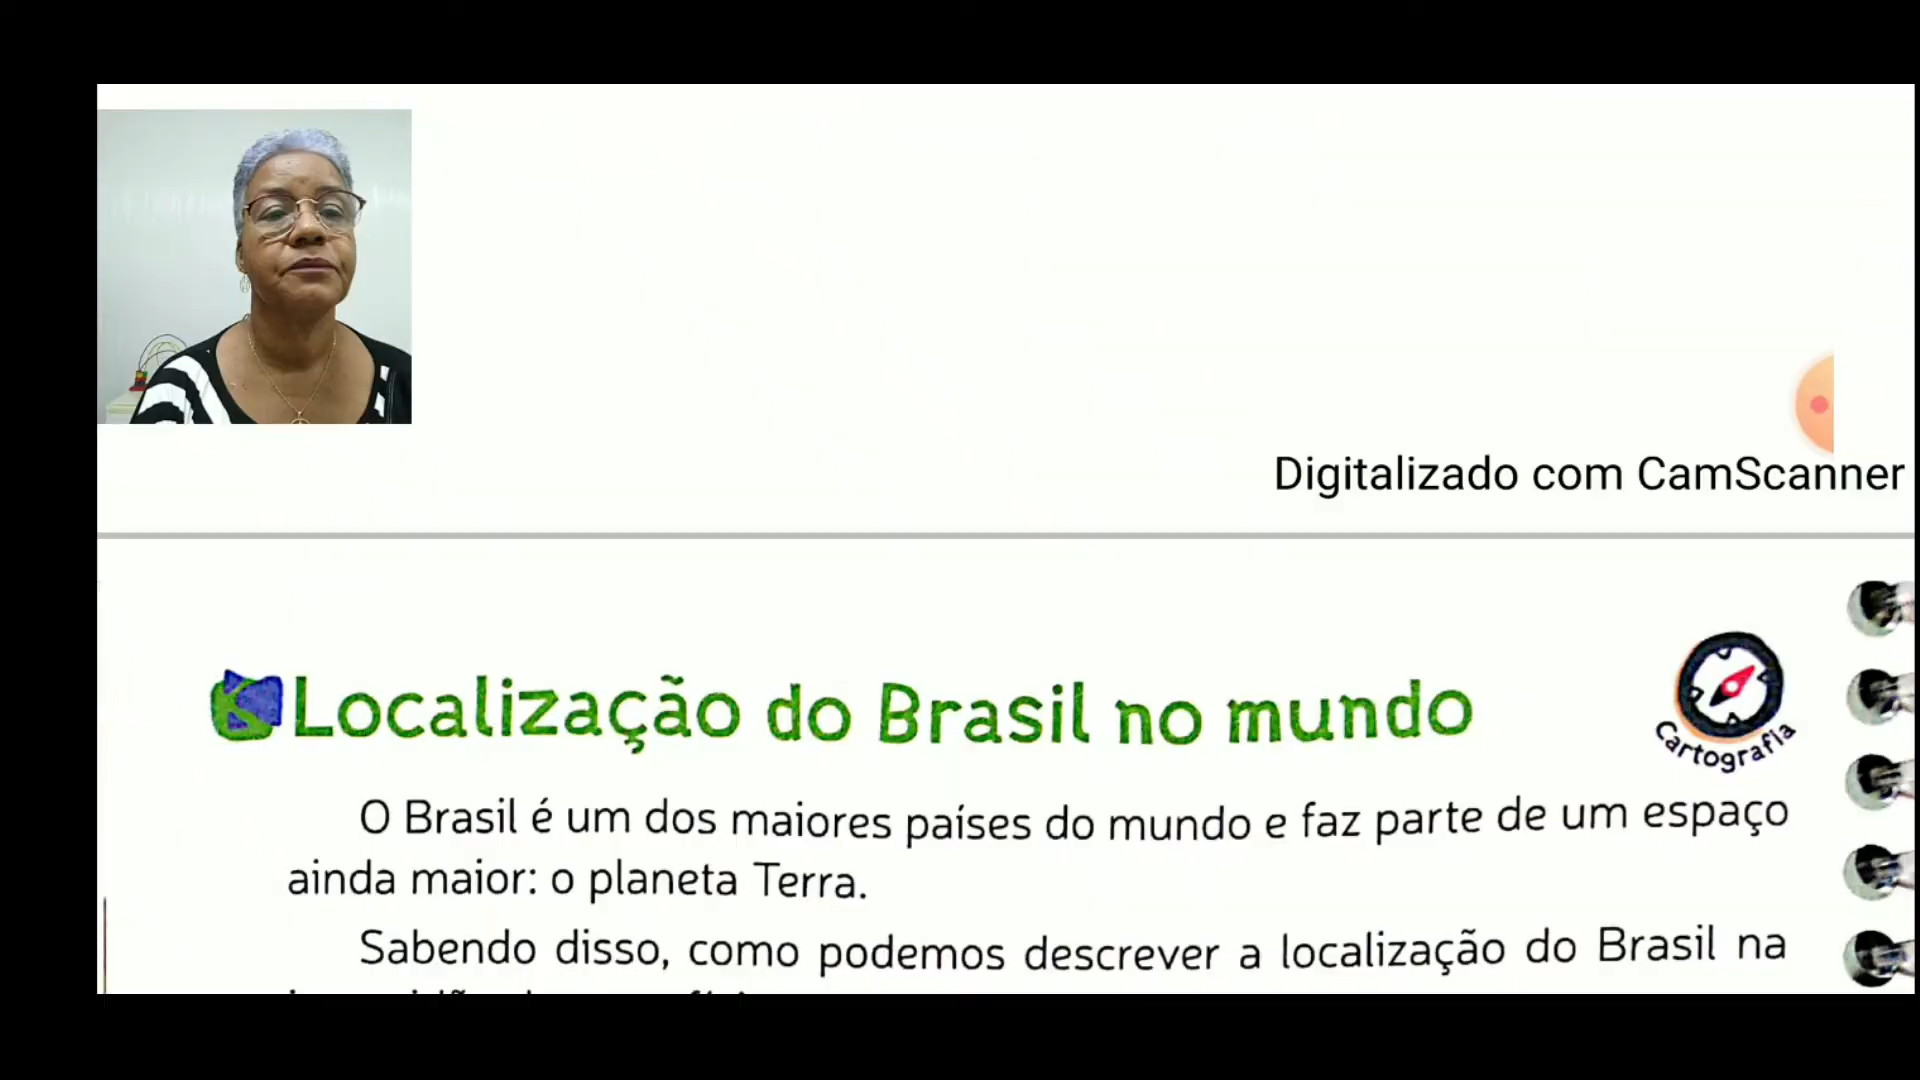 Digitalizado com CamScanner
Localização do Brasil no mundo
Cartografia
O Brasil é um dos maiores países do mundo e faz parte de um espaço
ainda maior: o planeta Terra.
Sabendo disso, como podemos descrever a localização do Brasil na